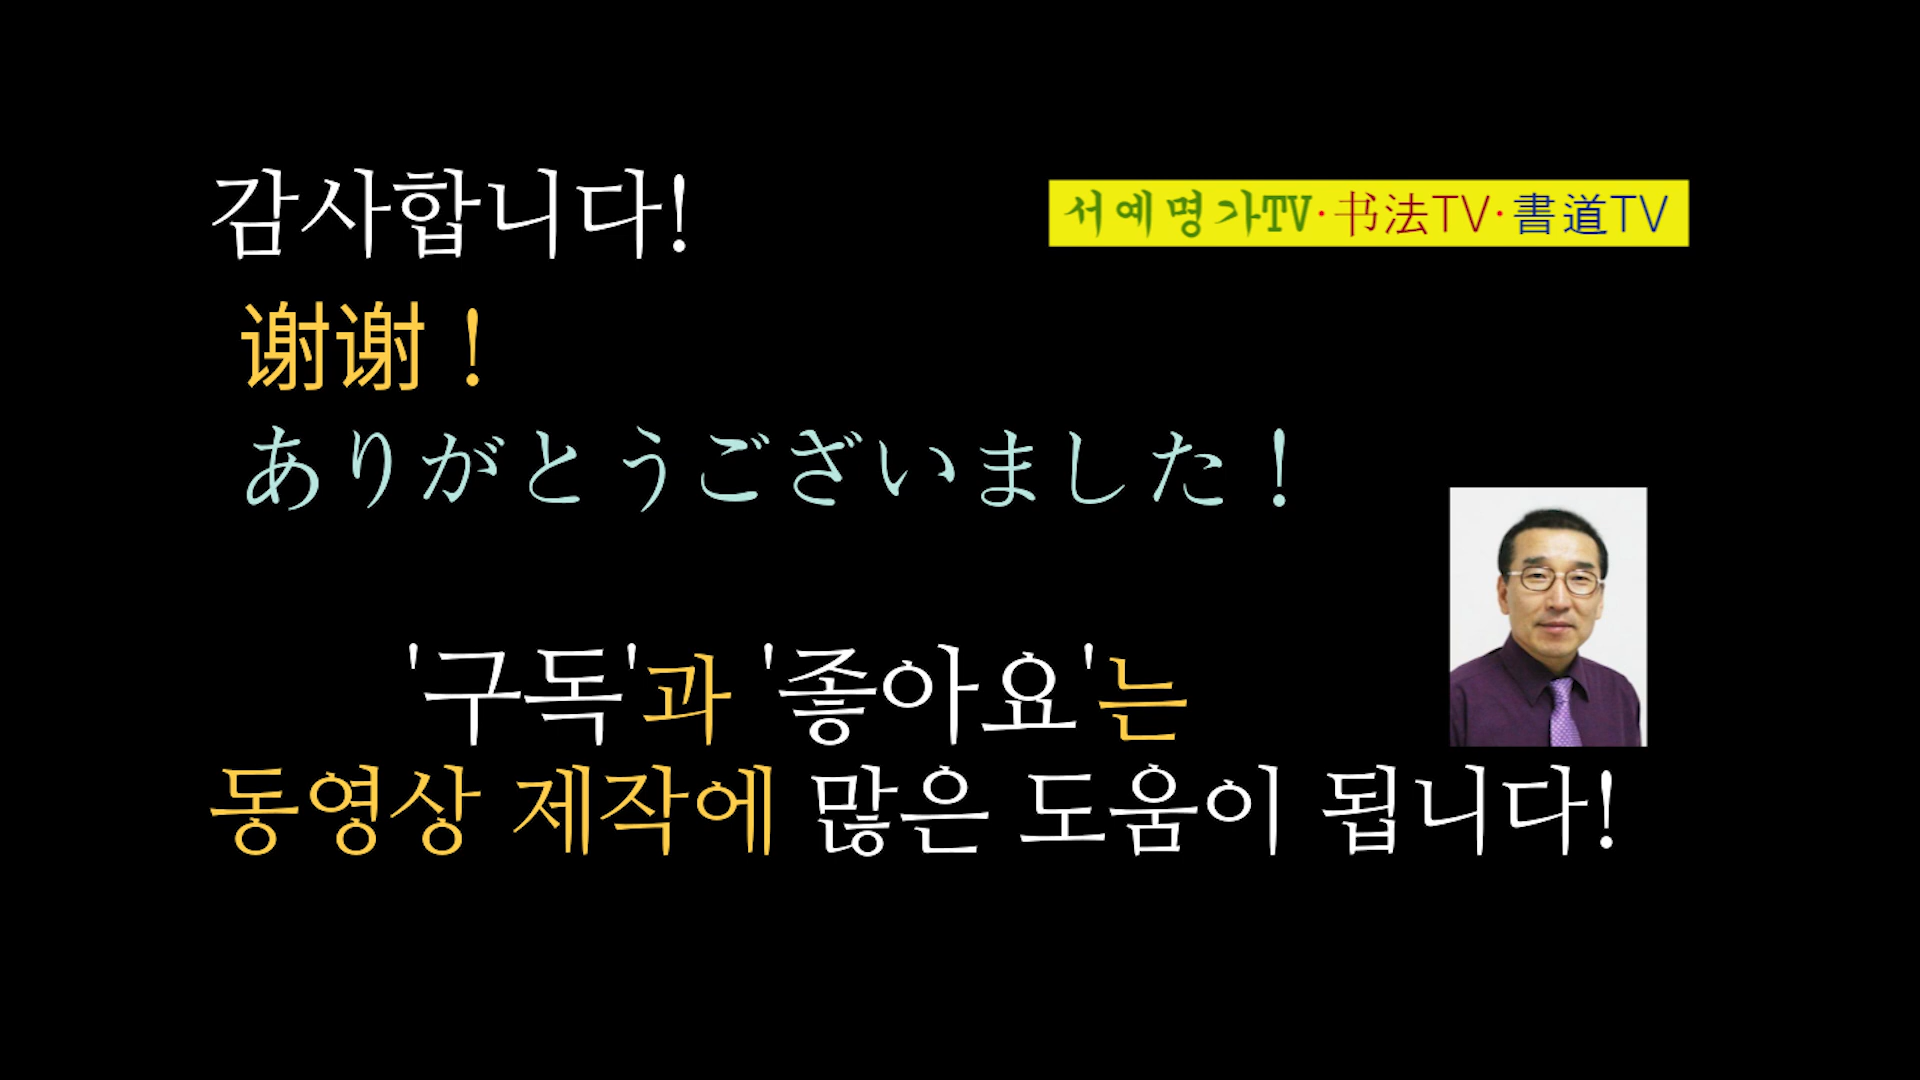 감사합니다!
서예명가TV·书法TV·書道TV
谢谢！
ありがとうございました！
'구독'과 '좋아요'는
동영상 제작에 많은 도움이 됩니다!